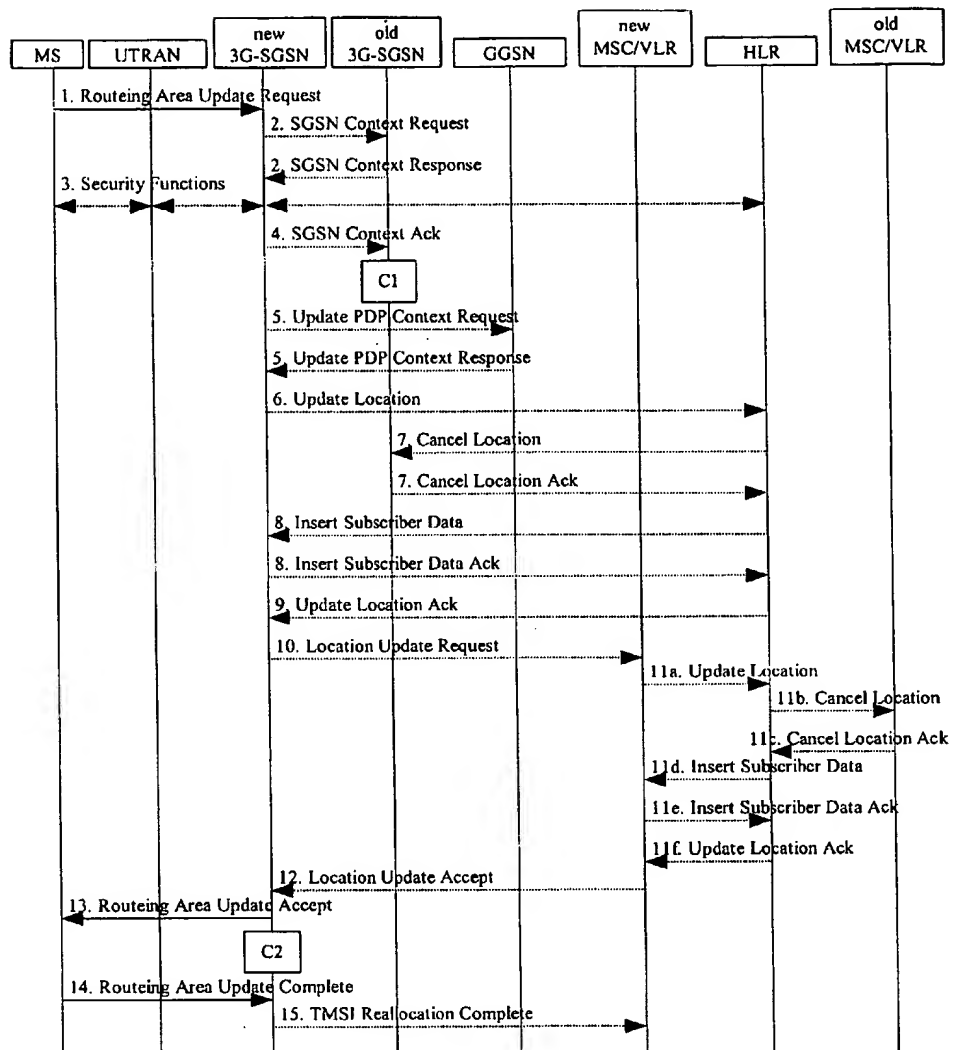 MS
UTRAN
new
3G-SGSN
old
3G-SGSN
GGSN
new
MSC/VLR
HLR
old
MSC/VLR
1. Routeing Area Update Request
2. SGSN Context Request
2. SGSN Context Response
3. Security Functions
4. SGSN Context Ack
C1
5. Update PDP Context Request
5. Update PDP Context Response
6. Update Location
7. Cancel Location
7. Cancel Location Ack
8. Insert Subscriber Data
8. Insert Subscriber Data Ack
9. Update Location Ack
10. Location Update Request
11a. Update Location
11b. Cancel Location
11c. Cancel Location Ack
11d. Insert Subscriber Data
11e. Insert Subscriber Data Ack
11f. Update Location Ack
12. Location Update Accept
13. Routeing Area Update Accept
C2
14. Routeing Area Update Complete
15. TMSI Reallocation Complete